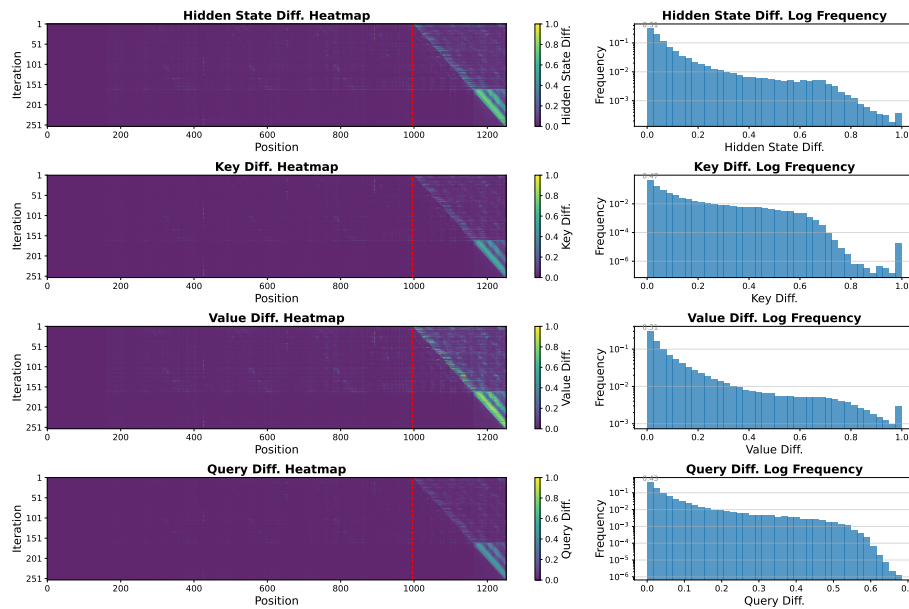 Hidden State Diff. Heatmap
Iteration
1
51
101
151
201
251
0 200 400 600 800 1000 1200
Position
1.0
0.8
0.6
0.4
0.2
0.0
Hidden State Diff.
Hidden State Diff. Log Frequency
Frequency
0.51
10⁻¹
10⁻²
10⁻³
0.0 0.2 0.4 0.6 0.8 1.0
Hidden State Diff.
Key Diff. Heatmap
Iteration
1
51
101
151
201
251
0 200 400 600 800 1000 1200
Position
1.0
0.8
0.6
0.4
0.2
0.0
Key Diff.
Key Diff. Log Frequency
Frequency
0.47
10⁻²
10⁻⁴
10⁻⁶
0.0 0.2 0.4 0.6 0.8 1.0
Key Diff.
Value Diff. Heatmap
Iteration
1
51
101
151
201
251
0 200 400 600 800 1000 1200
Position
1.0
0.8
0.6
0.4
0.2
0.0
Value Diff.
Value Diff. Log Frequency
Frequency
10⁻¹
10⁻²
10⁻³
0.0 0.2 0.4 0.6 0.8 1.0
Value Diff.
Query Diff. Heatmap
Iteration
1
51
101
151
201
251
0 200 400 600 800 1000 1200
Position
1.0
0.8
0.6
0.4
0.2
0.0
Query Diff.
Query Diff. Log Frequency
Frequency
10⁻¹
10⁻²
10⁻³
10⁻⁴
10⁻⁵
10⁻⁶
0.0 0.1 0.2 0.3 0.4 0.5 0.6
Query Diff.